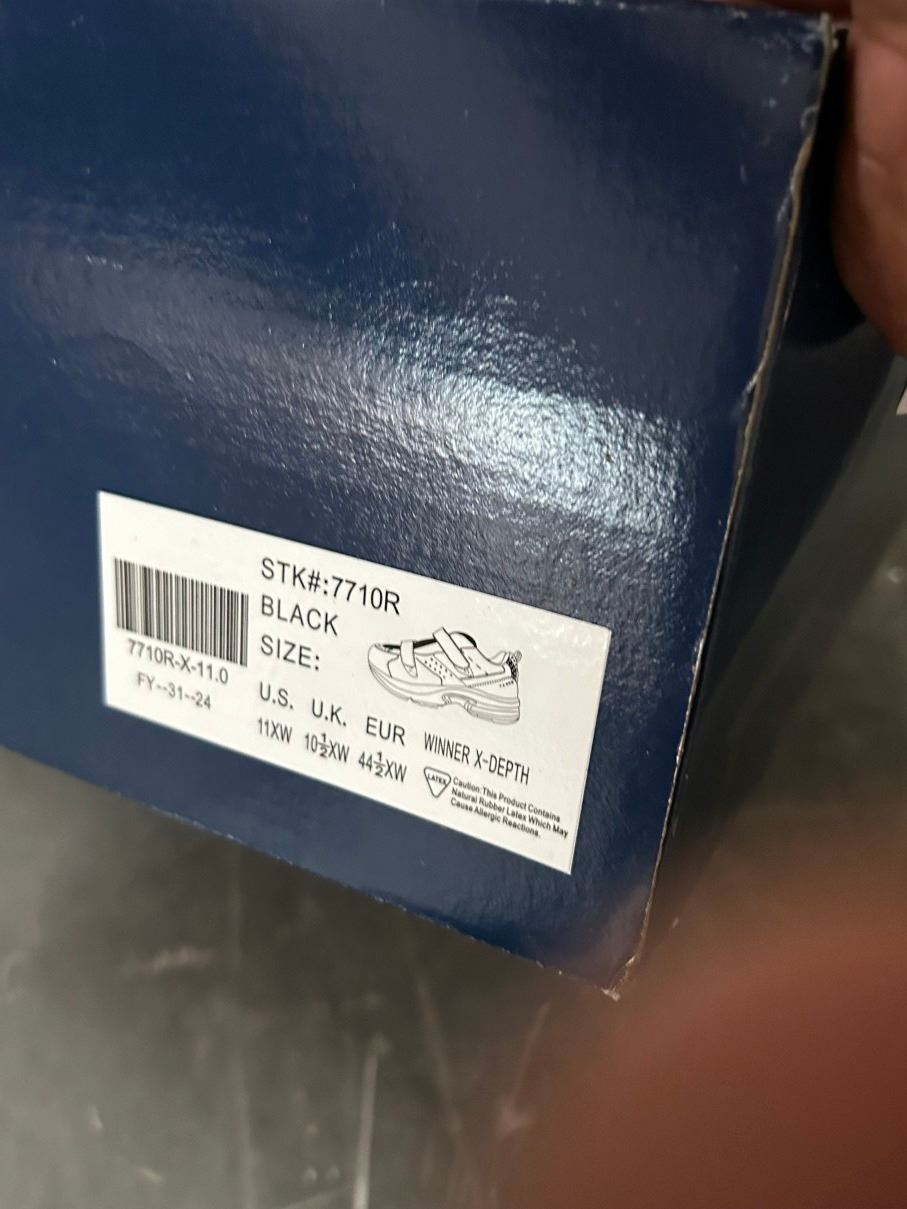 STK#:7710R
BLACK
SIZE:
7710R-X-11.0
FY--31--24
U.S. U.K. EUR
11XW 10½XW 44½XW
WINNER X-DEPTH
LATEX
Caution:This Product Contains
Natural Rubber Latex Which May
Cause Allergic Reactions.